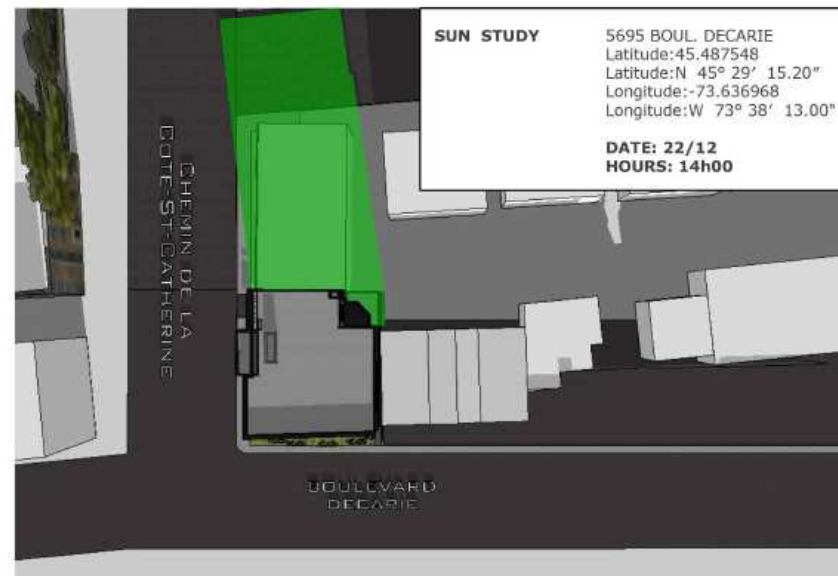 SUN STUDY
5695 BOUL. DECARIE
Latitude:45.487548
Latitude:N 45° 29' 15.20"
Longitude:-73.636968
Longitude:W 73° 38' 13.00"
DATE: 22/12
HOURS: 14h00
CHEMIN DE LA
COTE-ST-CATHERINE
BOULEVARD
DECARIE